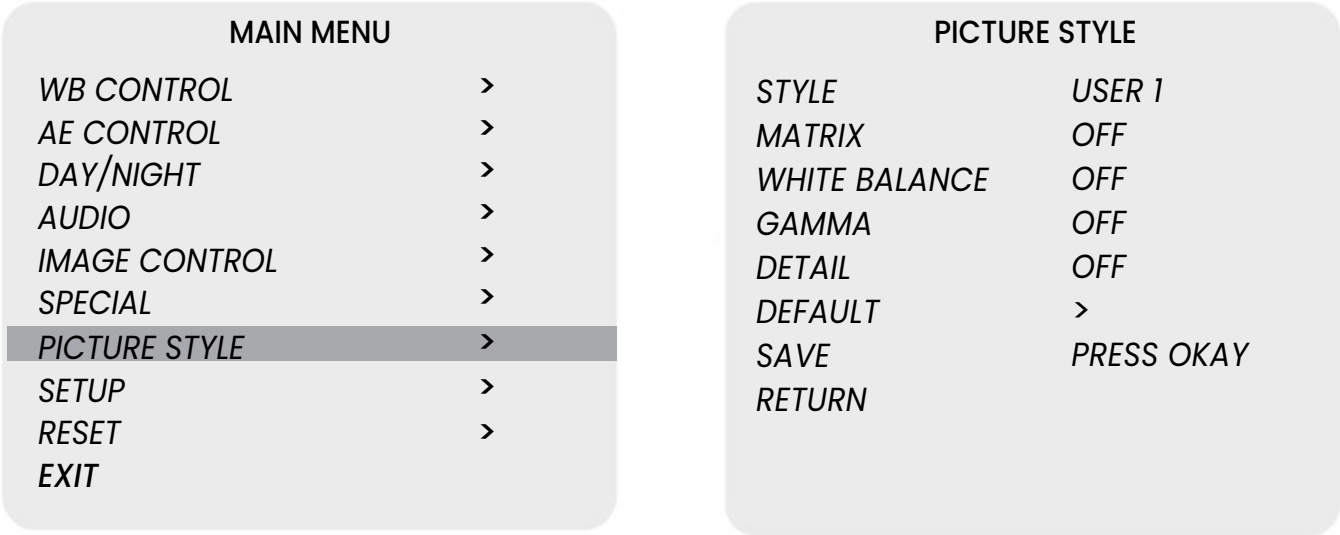 MAIN MENU
WB CONTROL >
AE CONTROL >
DAY/NIGHT >
AUDIO >
IMAGE CONTROL >
SPECIAL >
PICTURE STYLE >
SETUP >
RESET >
EXIT
PICTURE STYLE
STYLE USER 1
MATRIX OFF
WHITE BALANCE OFF
GAMMA OFF
DETAIL OFF
DEFAULT >
SAVE PRESS OKAY
RETURN